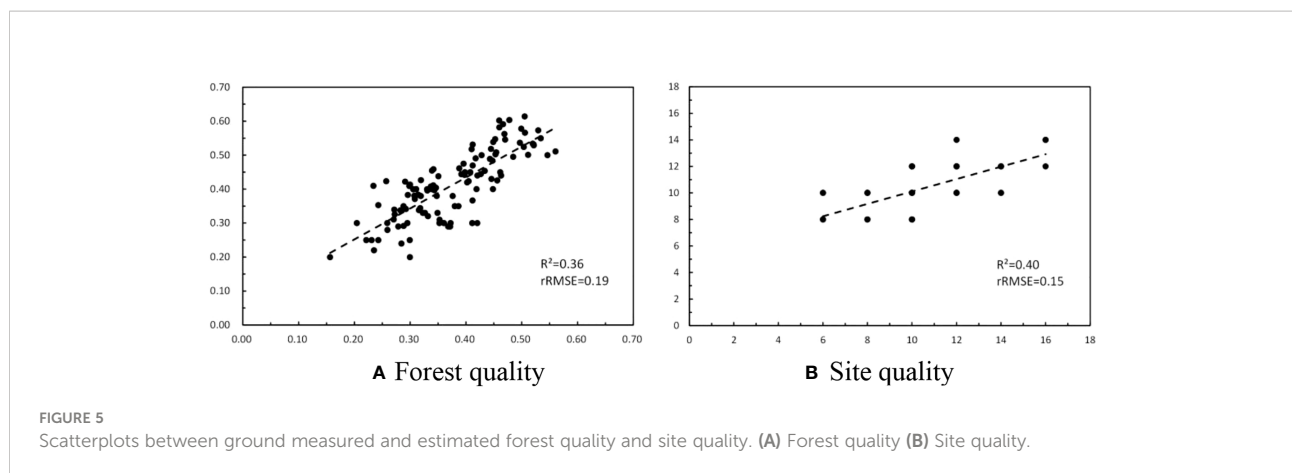 0.70
0.60
0.50
0.40
0.30
0.20
0.10
0.00
0.00 0.10 0.20 0.30 0.40 0.50 0.60 0.70
R²=0.36
rRMSE=0.19
A Forest quality
18
16
14
12
10
8
6
4
2
0
0 2 4 6 8 10 12 14 16 18
R²=0.40
rRMSE=0.15
B Site quality
FIGURE 5
Scatterplots between ground measured and estimated forest quality and site quality. (A) Forest quality (B) Site quality.